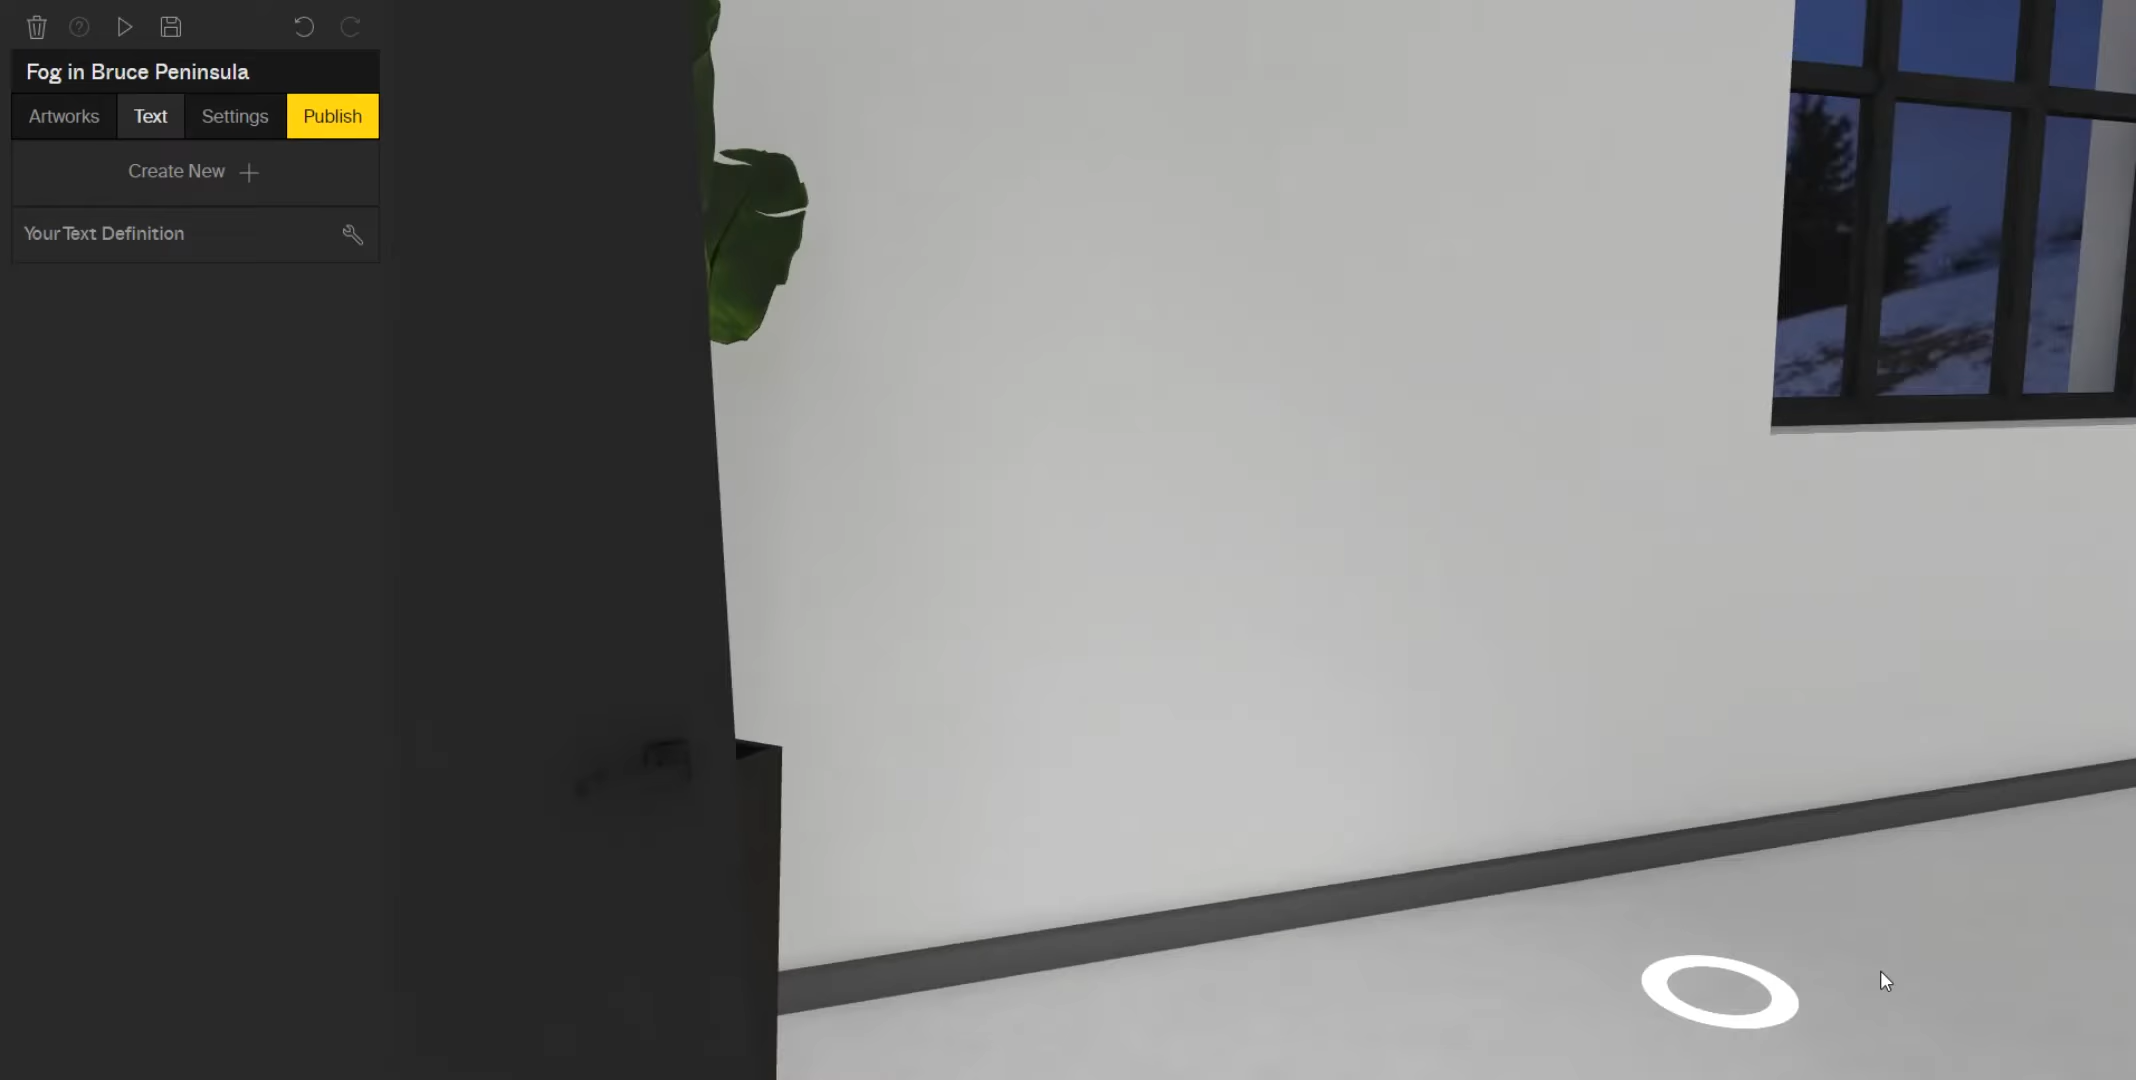 Fog in Bruce Peninsula
Artworks Text Settings Publish
Create New +
Your Text Definition